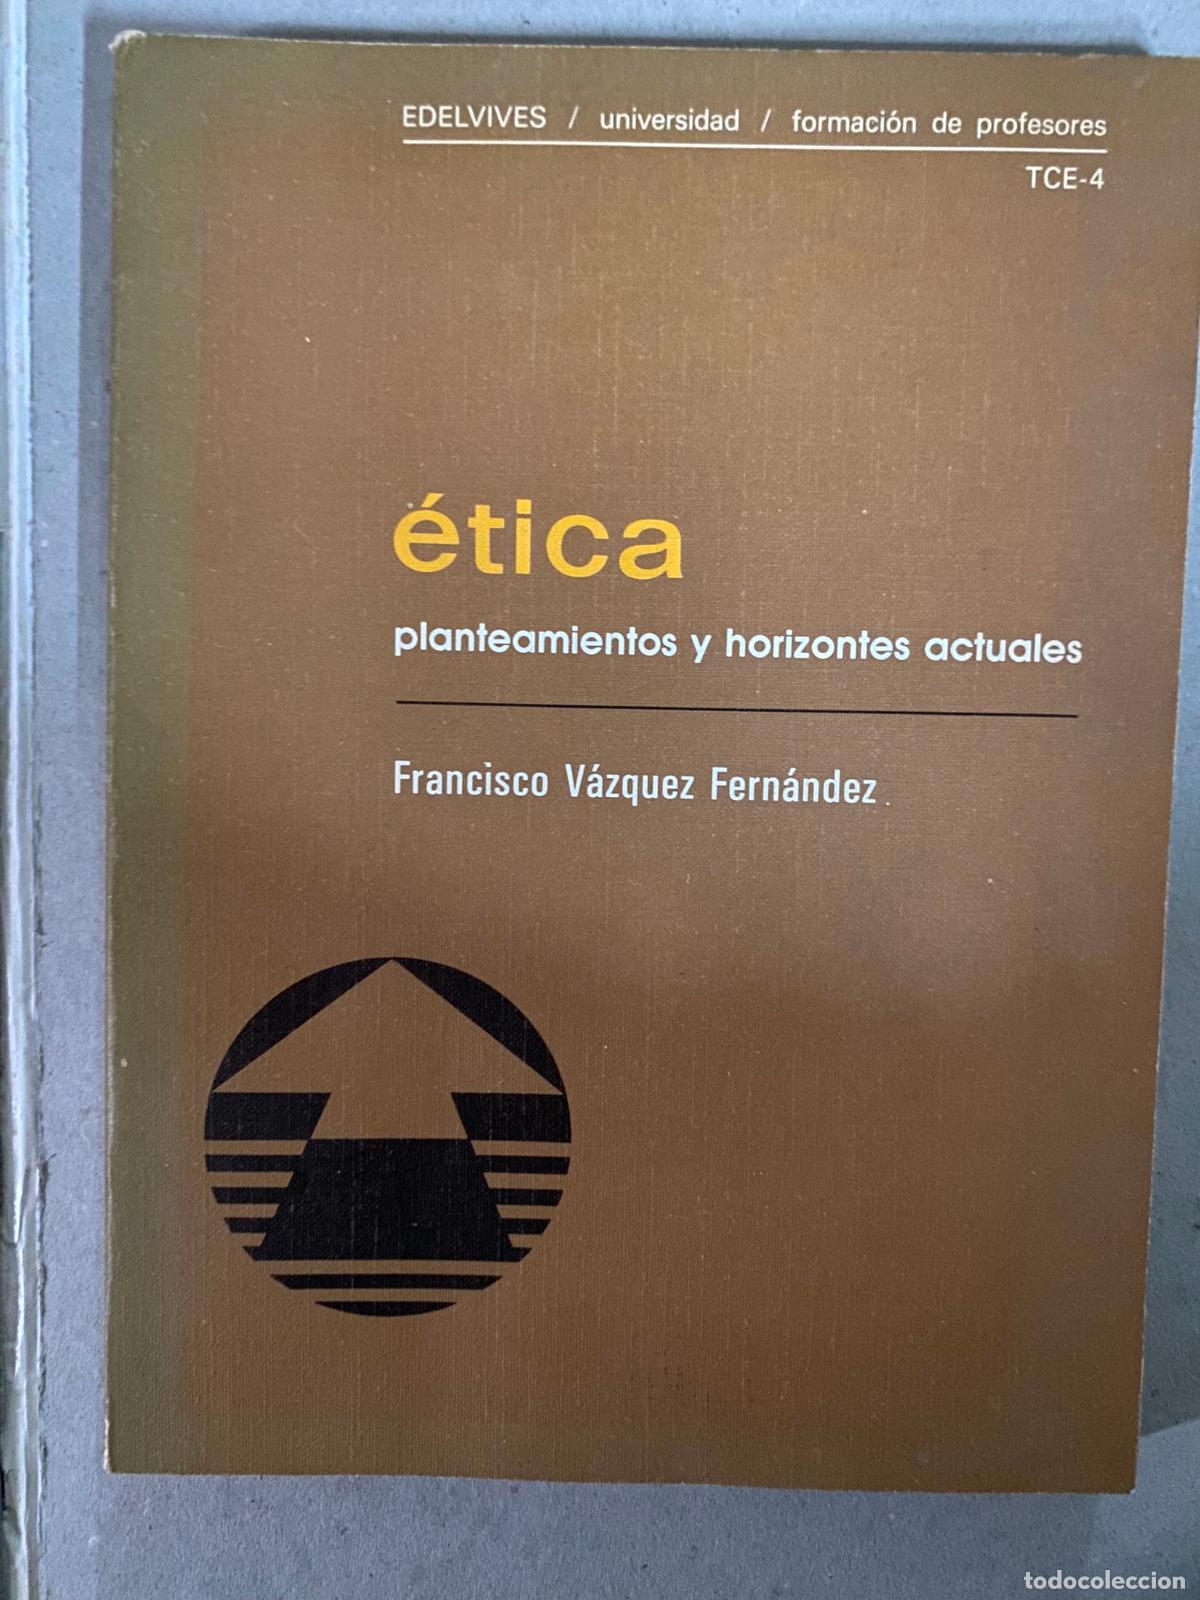 EDELVIVES / universidad / formación de profesores
TCE-4
ética
planteamientos y horizontes actuales
Francisco Vázquez Fernández
todocoleccion